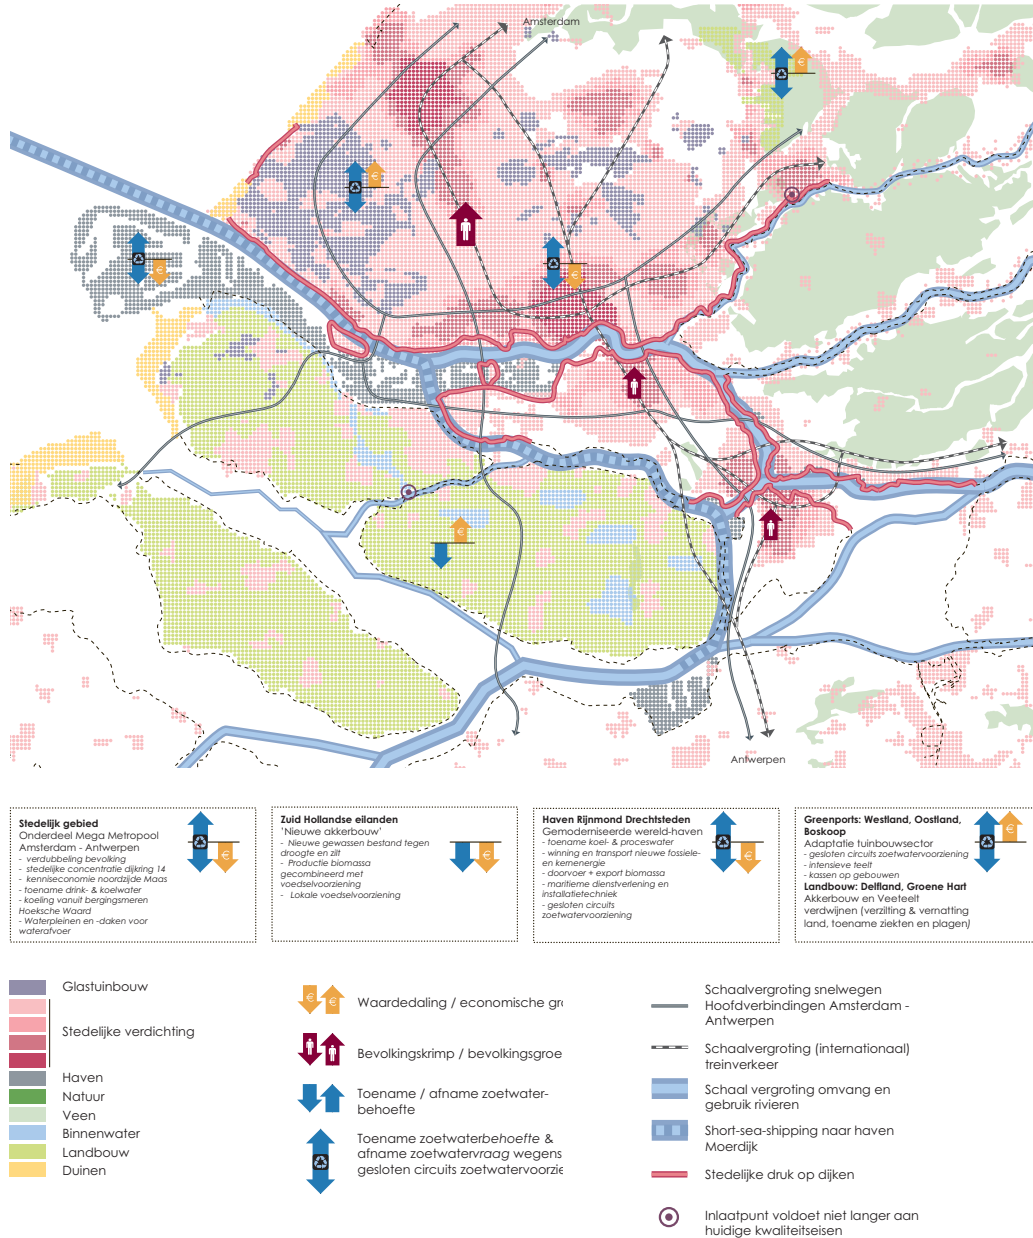 Amsterdam
Antwerpen
Stedelijk gebied
Onderdeel Mega Metropool
Amsterdam - Antwerpen
- verdubbeling bevolking
- stedelijke concentratie dijkring 14
- kenniseconomie noordzijde Maas
- toename drink- & koelwater
- koeling vanuit bergingsmeren
Hoeksche Waard
- Waterpleinen en -daken voor
waterafvoer
Zuid Hollandse eilanden
'Nieuwe akkerbouw'
- Nieuwe gewassen bestand tegen
droogte en zilt
- Productie biomassa
gecombineerd met
voedselvoorziening
- Lokale voedselvoorziening
Haven Rijnmond Drechtsteden
Gemoderniseerde wereld-haven
- toename koel- & proceswater
- winning en transport nieuwe fossiele-
en kernenergie
- doorvoer + export biomassa
- maritieme dienstverlening en
installatietechniek
- gesloten circuits
zoetwatervoorziening
Greenports: Westland, Oostland,
Boskoop
Adaptatie tuinbouwsector
- gesloten circuits zoetwatervoorziening
- intensieve teelt
- kassen op gebouwen
Landbouw: Delfland, Groene Hart
Akkerbouw en Veeteelt
verdwijnen (verzilting & vernatting
land, toename ziekten en plagen)
Glastuinbouw
Stedelijke verdichting
Haven
Natuur
Veen
Binnenwater
Landbouw
Duinen
Waardedaling / economische gro
Bevolkingskrimp / bevolkingsgroe
Toename / afname zoetwater-
behoefte
Toename zoetwaterbehoefte &
afname zoetwatervraag wegens
gesloten circuits zoetwatervoorzie
Schaalvergroting snelwegen
Hoofdverbindingen Amsterdam -
Antwerpen
Schaalvergroting (internationaal)
treinverkeer
Schaal vergroting omvang en
gebruik rivieren
Short-sea-shipping naar haven
Moerdijk
Stedelijke druk op dijken
Inlaatpunt voldoet niet langer aan
huidige kwaliteitseisen